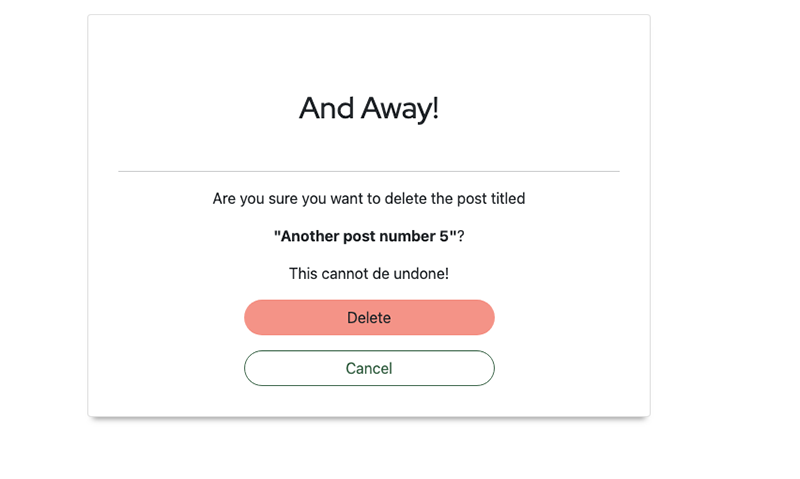 And Away!
Are you sure you want to delete the post titled
"Another post number 5"?
This cannot de undone!
Delete
Cancel